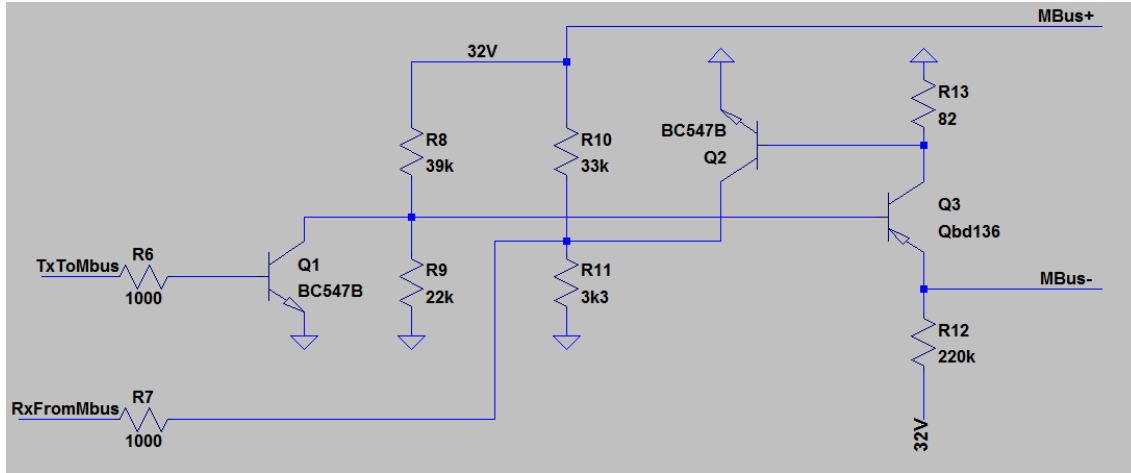 MBus+
32V
R13
82
R8
39k
R10
33k
BC547B
Q2
Q3
Qbd136
TxToMbus
R6
1000
Q1
BC547B
R9
22k
R11
3k3
MBus-
R12
220k
RxFromMbus
R7
1000
32V